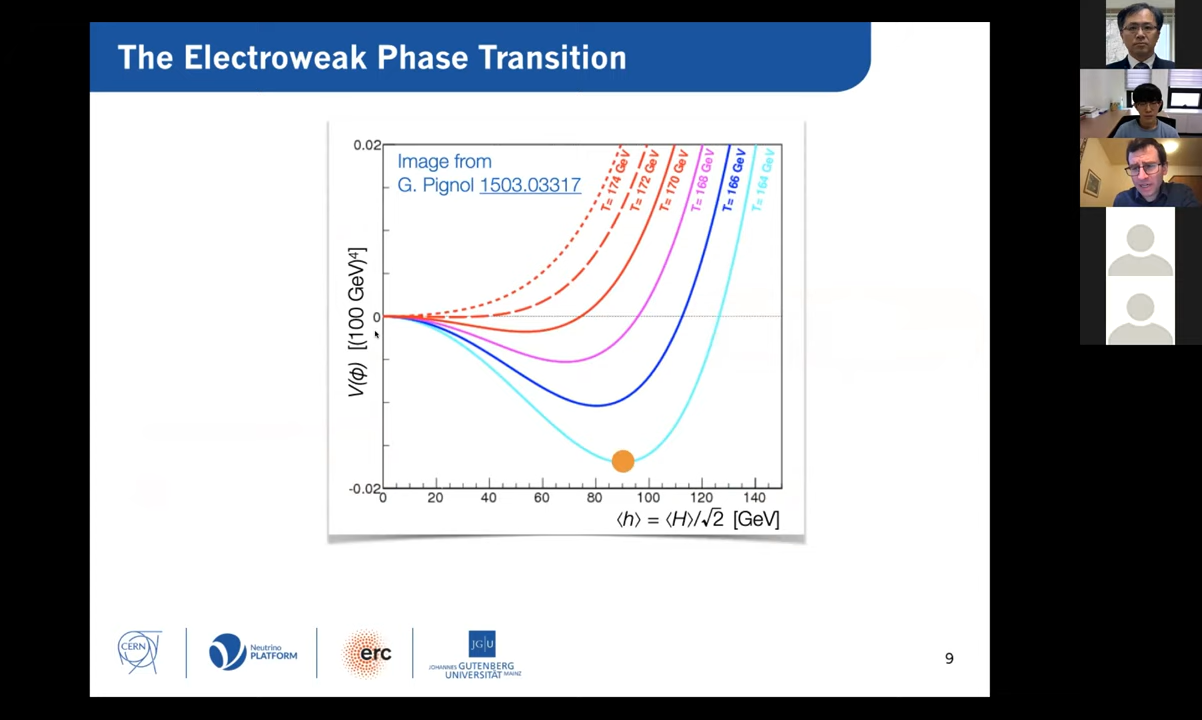 The Electroweak Phase Transition
Image from
G. Pignol 1503.03317
T= 174 GeV
T= 172 GeV
T= 170 GeV
T= 168 GeV
T= 166 GeV
T= 164 GeV
V(ϕ) [(100 GeV)⁴]
0.02
0
-0.02
0 20 40 60 80 100 120 140
⟨h⟩ = ⟨H⟩/√2 [GeV]
CERN
Neutrino
PLATFORM
erc
JG|U
JOHANNES GUTENBERG
UNIVERSITÄT MAINZ
9